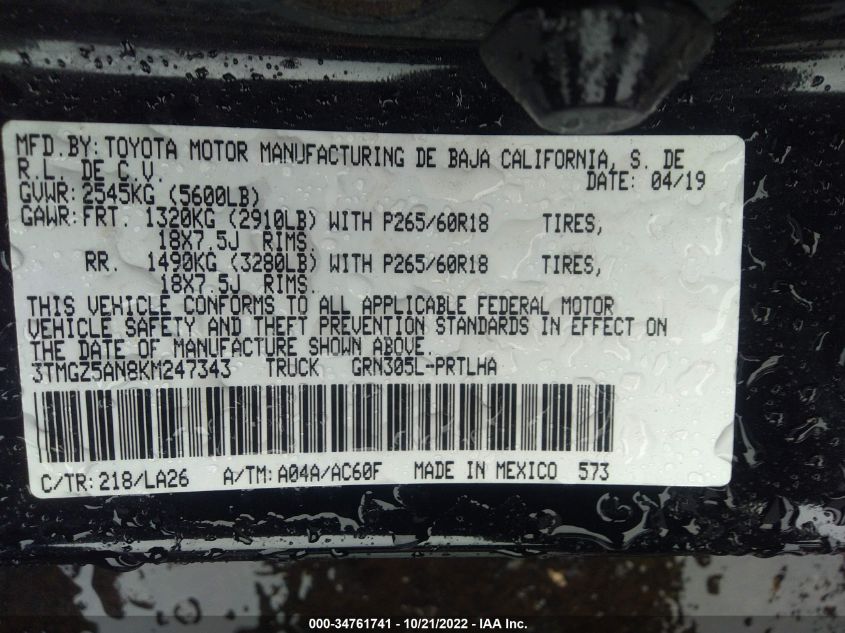 MFD.BY: TOYOTA MOTOR MANUFACTURING DE BAJA CALIFORNIA, S. DE
R.L. DE C.V. DATE: 04/19
GVWR: 2545KG (5600LB)
GAWR: FRT. 1320KG (2910LB) WITH P265/60R18 TIRES,
18X7.5J RIMS.
RR. 1490KG (3280LB) WITH P265/60R18 TIRES,
18X7.5J RIMS.
THIS VEHICLE CONFORMS TO ALL APPLICABLE FEDERAL MOTOR
VEHICLE SAFETY AND THEFT PREVENTION STANDARDS IN EFFECT ON
THE DATE OF MANUFACTURE SHOWN ABOVE.
3TMGZ5AN8KM247343 TRUCK GRN305L-PRTLHA
C/TR: 218/LA26 A/TM: A04A/AC60F MADE IN MEXICO 573
000-34761741 - 10/21/2022 - IAA Inc.